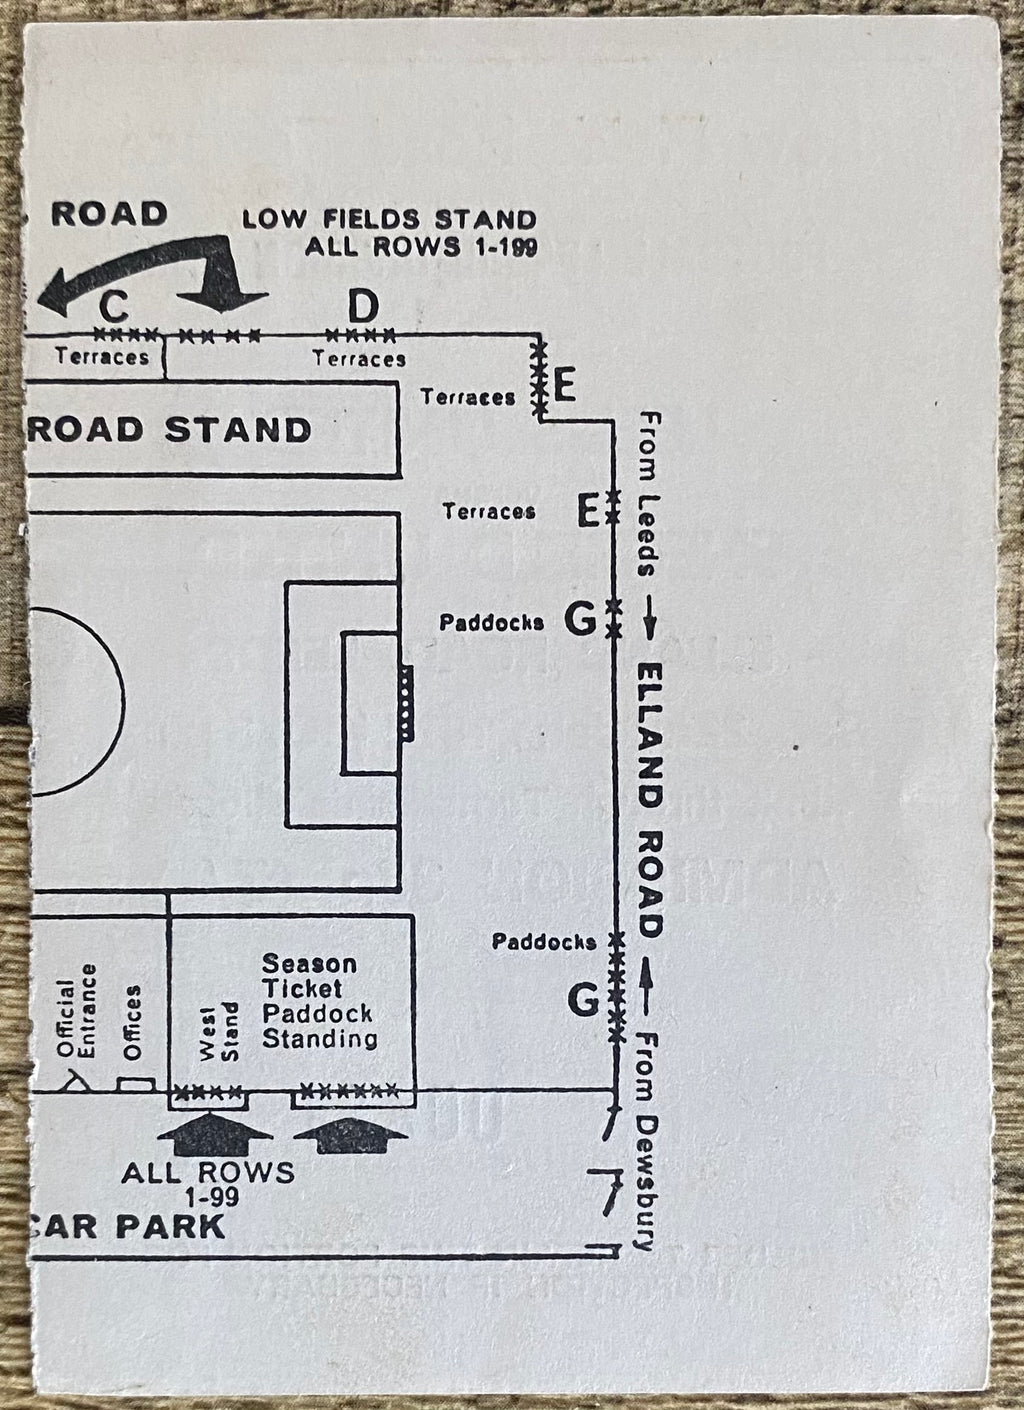 ROAD
LOW FIELDS STAND
ALL ROWS 1-199
C
D
Terraces
Terraces
Terraces
E
ROAD STAND
From Leeds
Terraces
E
Paddocks
G
ELLAND ROAD
Paddocks
G
From Dewsbury
Official
Entrance
Offices
West
Stand
Season
Ticket
Paddock
Standing
ALL ROWS
1-99
CAR PARK